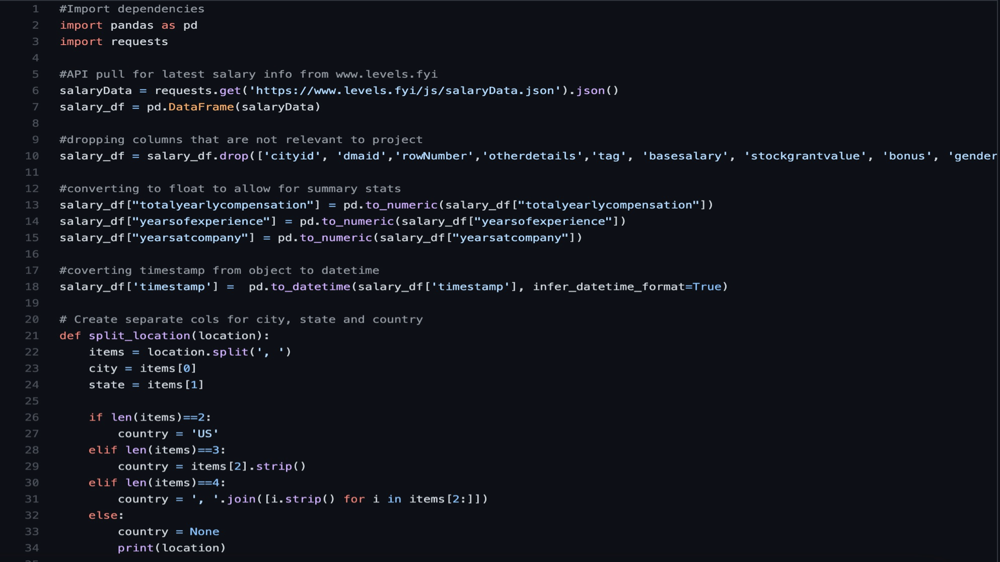 1 #Import dependencies
2 import pandas as pd
3 import requests
4
5 #API pull for latest salary info from www.levels.fyi
6 salaryData = requests.get('https://www.levels.fyi/js/salaryData.json').json()
7 salary_df = pd.DataFrame(salaryData)
8
9 #dropping columns that are not relevant to project
10 salary_df = salary_df.drop(['cityid', 'dmaid','rowNumber','otherdetails','tag', 'basesalary', 'stockgrantvalue', 'bonus', 'gender
11
12 #converting to float to allow for summary stats
13 salary_df["totalyearlycompensation"] = pd.to_numeric(salary_df["totalyearlycompensation"])
14 salary_df["yearsofexperience"] = pd.to_numeric(salary_df["yearsofexperience"])
15 salary_df["yearsatcompany"] = pd.to_numeric(salary_df["yearsatcompany"])
16
17 #coverting timestamp from object to datetime
18 salary_df['timestamp'] =  pd.to_datetime(salary_df['timestamp'], infer_datetime_format=True)
19
20 # Create separate cols for city, state and country
21 def split_location(location):
22     items = location.split(', ')
23     city = items[0]
24     state = items[1]
25
26     if len(items)==2:
27         country = 'US'
28     elif len(items)==3:
29         country = items[2].strip()
30     elif len(items)==4:
31         country = ', '.join([i.strip() for i in items[2:]])
32     else:
33         country = None
34         print(location)